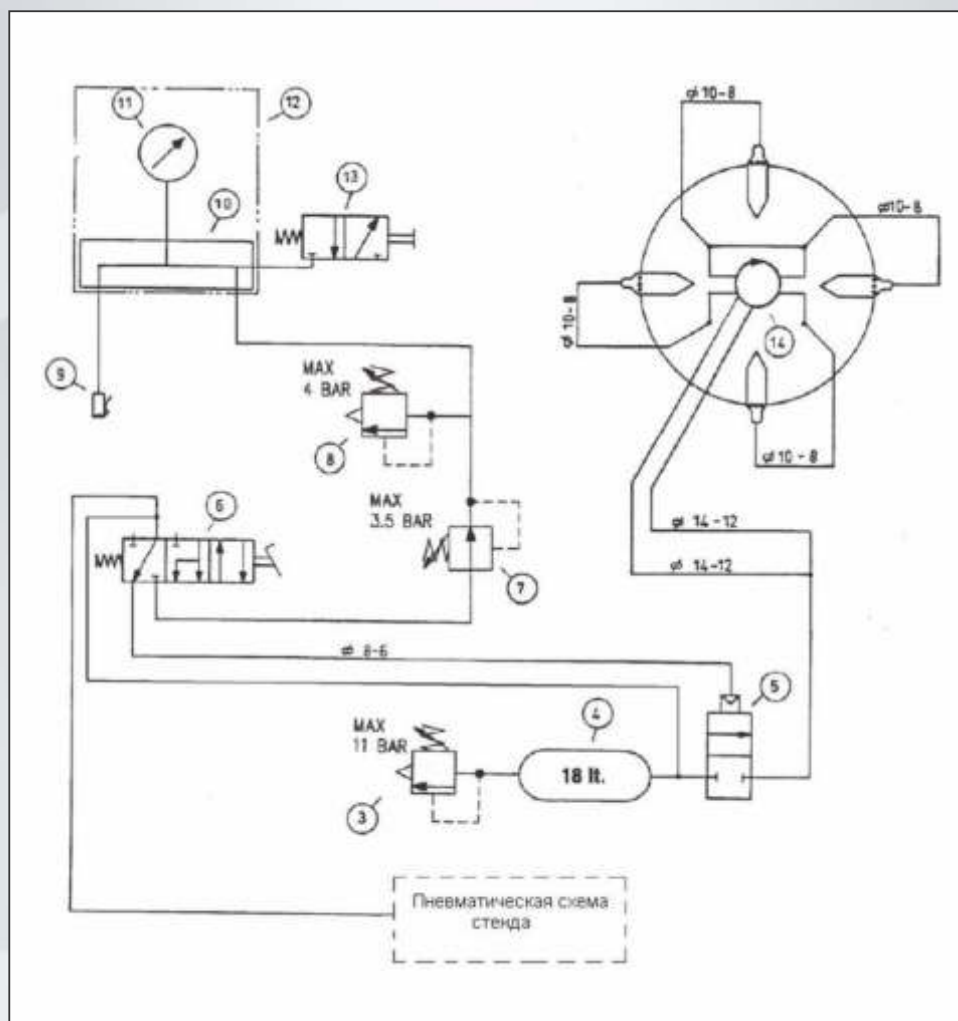 ø 10-8
11
12
13
10
ø10-8
ø 10-8
14
9
MAX
4 BAR
8
ø 10-8
6
MAX
3.5 BAR
7
ø 14-12
ø 14-12
ø 8-6
5
4
MAX
11 BAR
18 lt.
3
Пневматическая схема
стенда